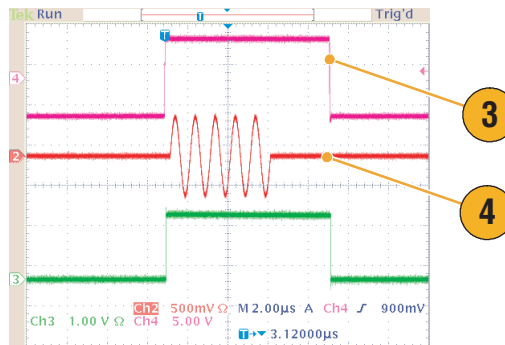 Tek Run Trig'd
T
T
4
3
2
4
3
Ch2 500mV Ω M 2.00µs A Ch4 ʃ 900mV
Ch3 1.00 V Ω Ch4 5.00 V
T→▼ 3.12000µs